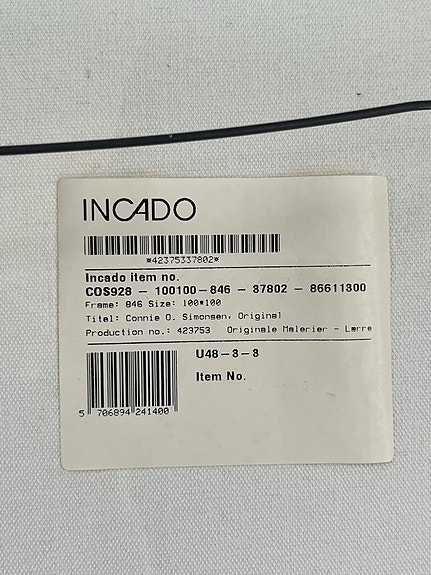 INCADO
*42375337802*
Incado item no.
COS928 - 100100-846 - 37802 - 86611300
Frame: 846 Size: 100*100
Titel: Connie O. Simonsen, Original
Production no.: 423753 Originale Malerier - Lærre
U48-3-3
Item No.
5 706894 241400